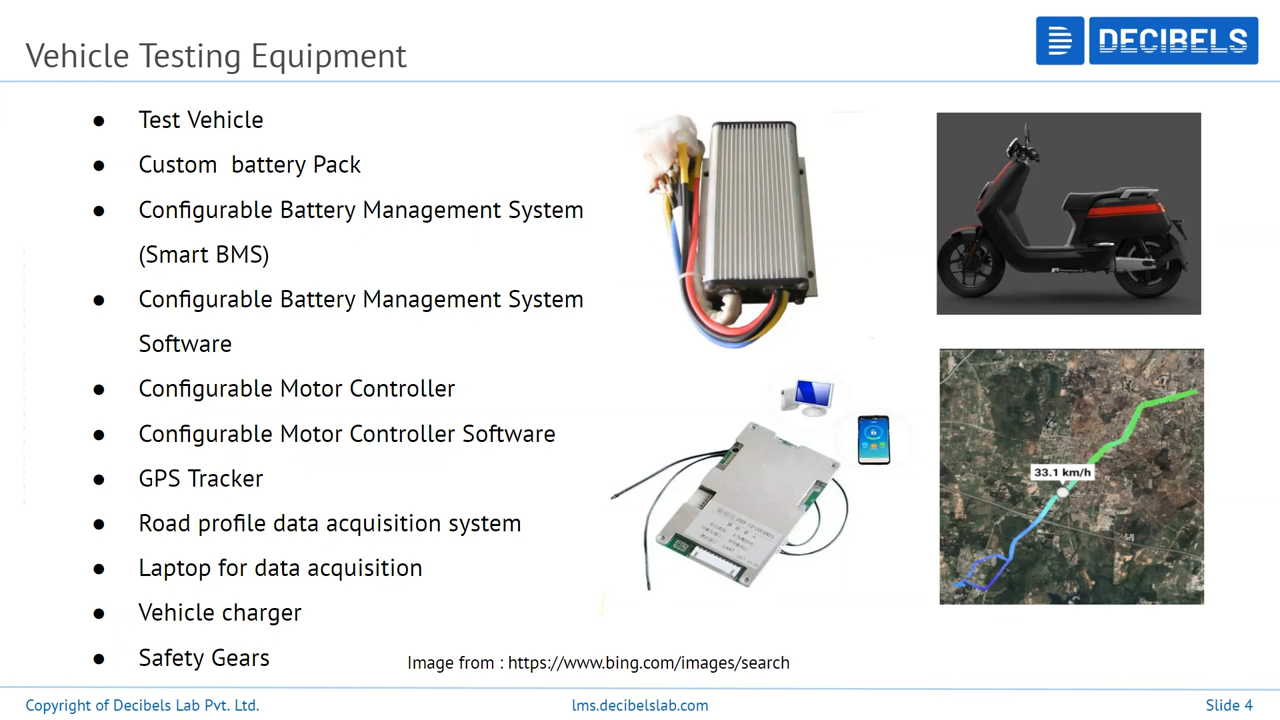 Vehicle Testing Equipment
DECIBELS
● Test Vehicle
● Custom battery Pack
● Configurable Battery Management System
(Smart BMS)
● Configurable Battery Management System
Software
● Configurable Motor Controller
● Configurable Motor Controller Software
● GPS Tracker
● Road profile data acquisition system
● Laptop for data acquisition
● Vehicle charger
● Safety Gears
33.1 km/h
Image from : https://www.bing.com/images/search
Copyright of Decibels Lab Pvt. Ltd.
lms.decibelslab.com
Slide 4